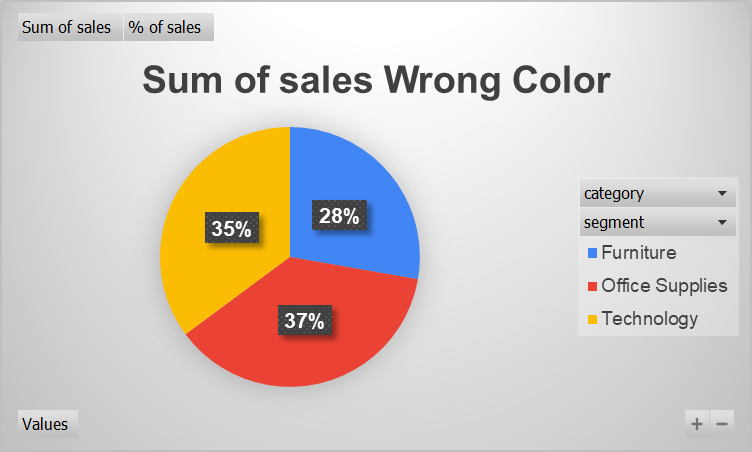 Sum of sales % of sales
Sum of sales Wrong Color
35%
28%
37%
category
segment
Furniture
Office Supplies
Technology
Values
+ −